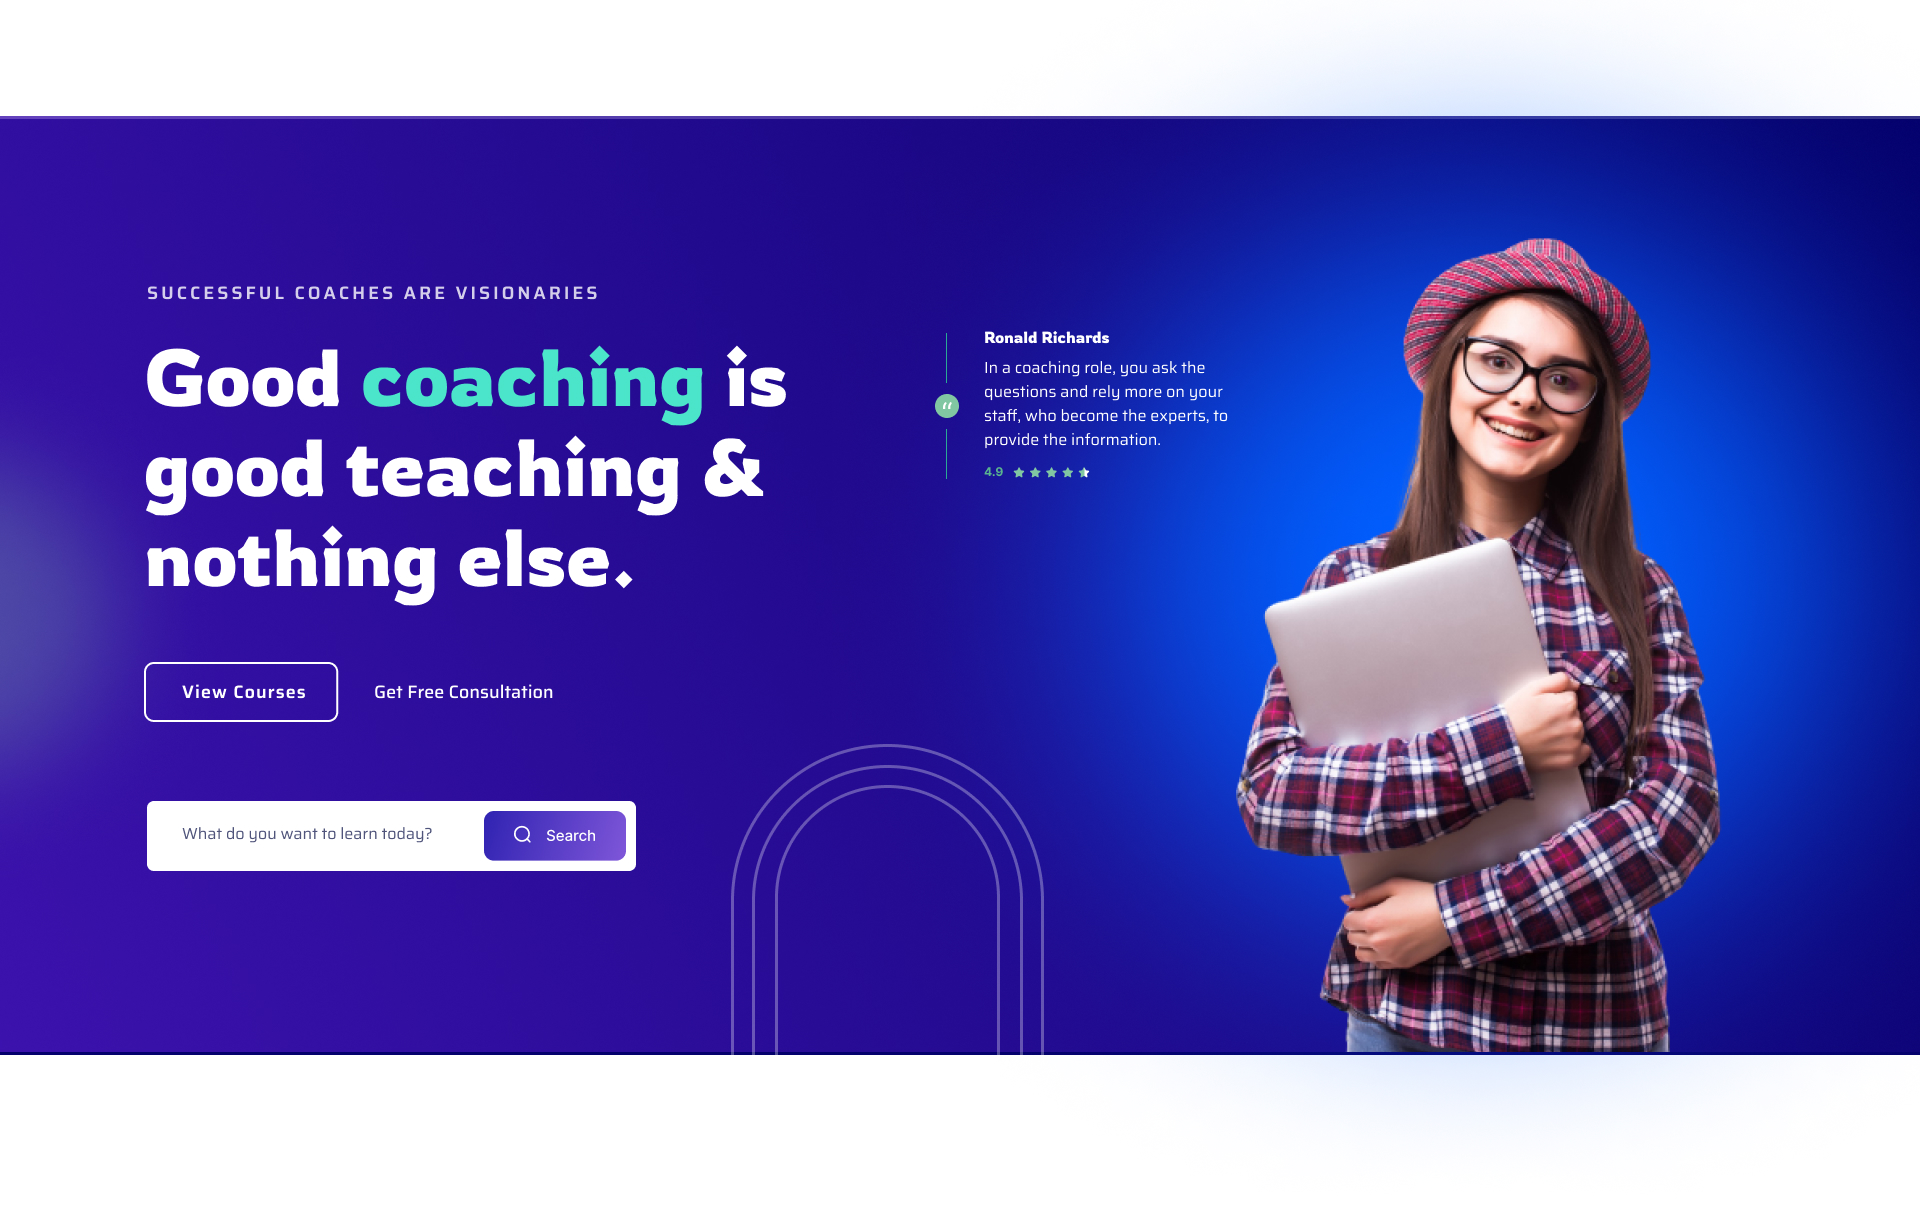 SUCCESSFUL COACHES ARE VISIONARIES
Good coaching is
good teaching &
nothing else.
View Courses
Get Free Consultation
What do you want to learn today?
Search
Ronald Richards
In a coaching role, you ask the
questions and rely more on your
staff, who become the experts, to
provide the information.
4.9